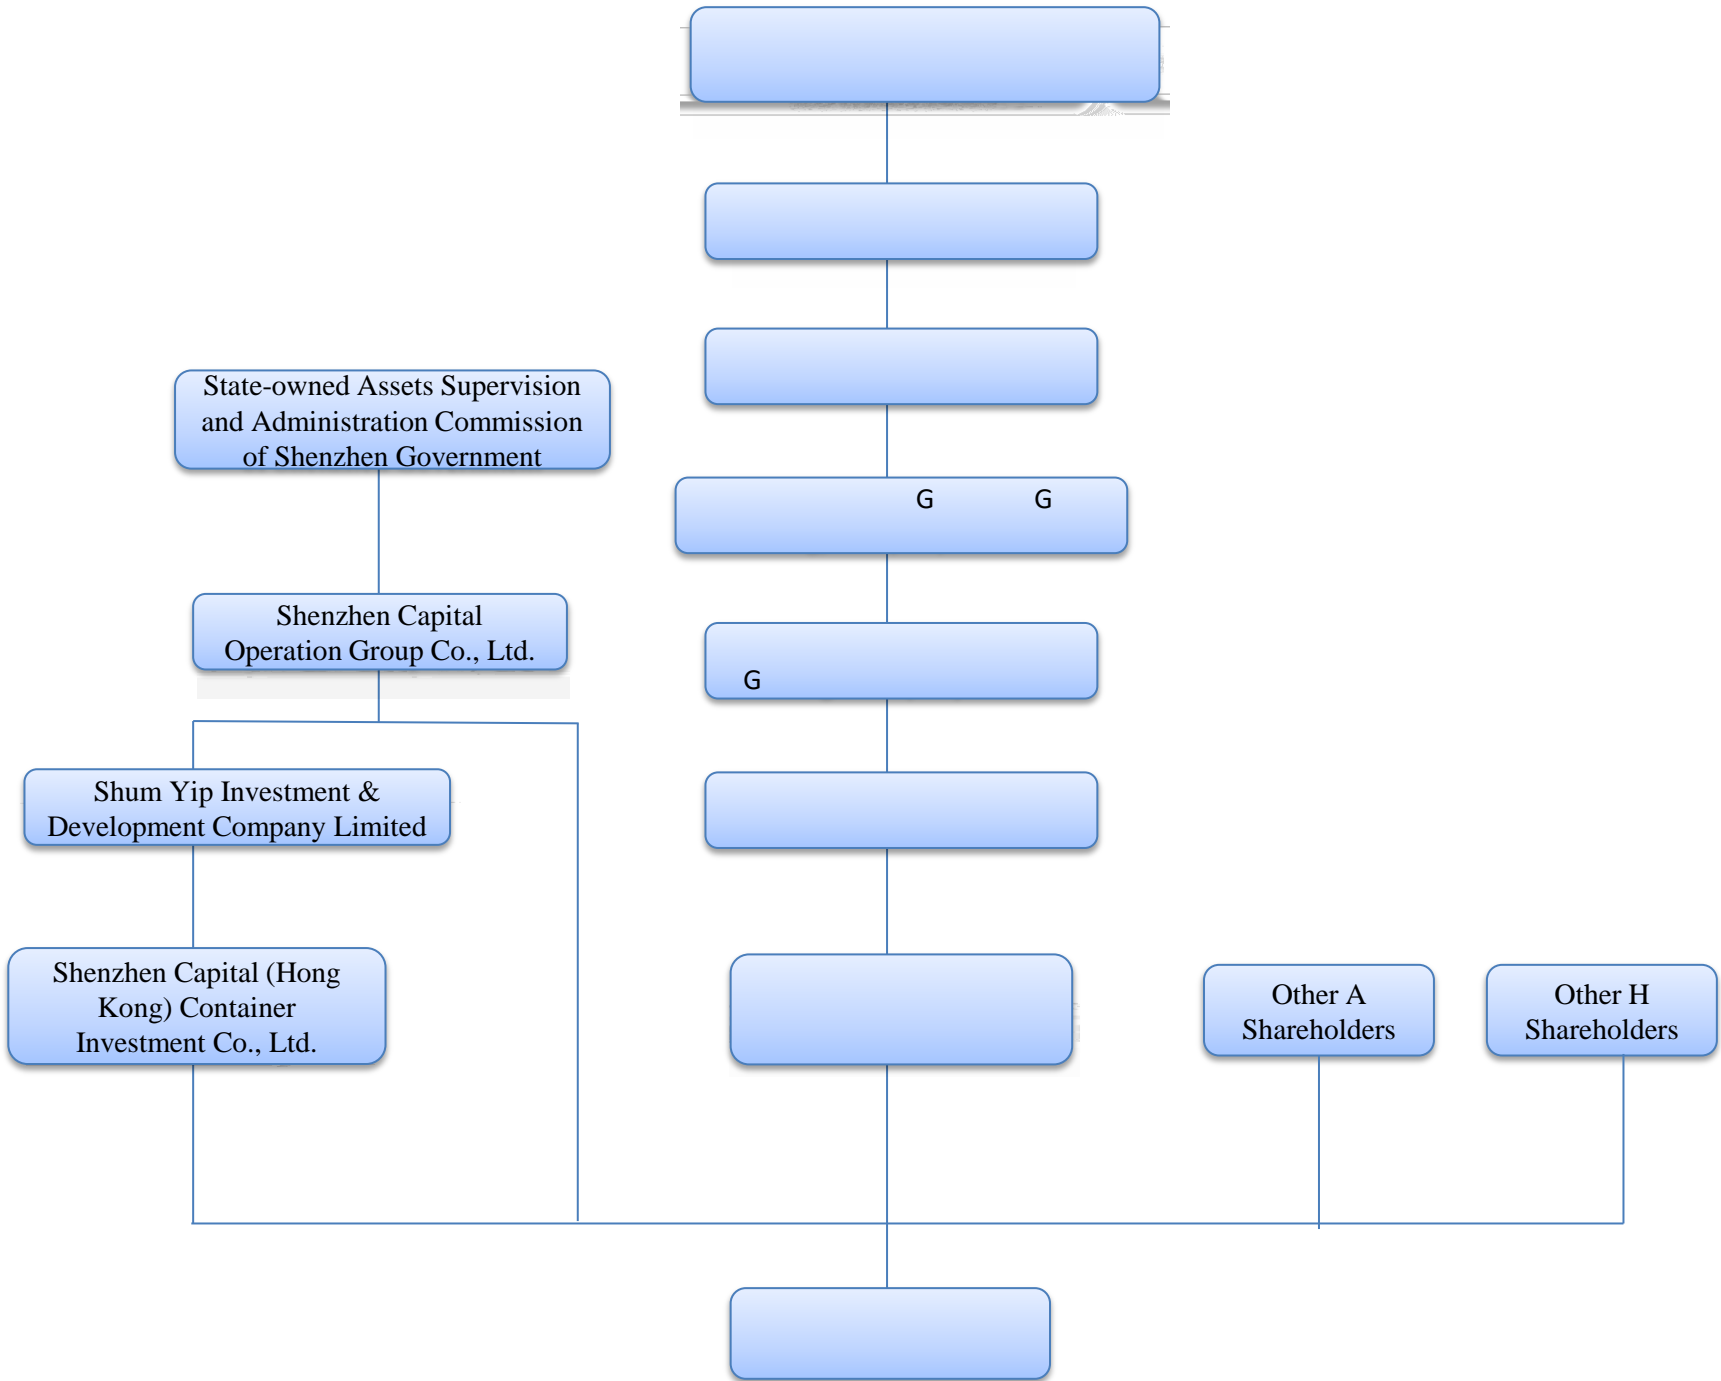 State-owned Assets Supervision
and Administration Commission
of Shenzhen Government
G G
Shenzhen Capital
Operation Group Co., Ltd.
G
Shum Yip Investment &
Development Company Limited
Shenzhen Capital (Hong
Kong) Container
Investment Co., Ltd.
Other A
Shareholders
Other H
Shareholders